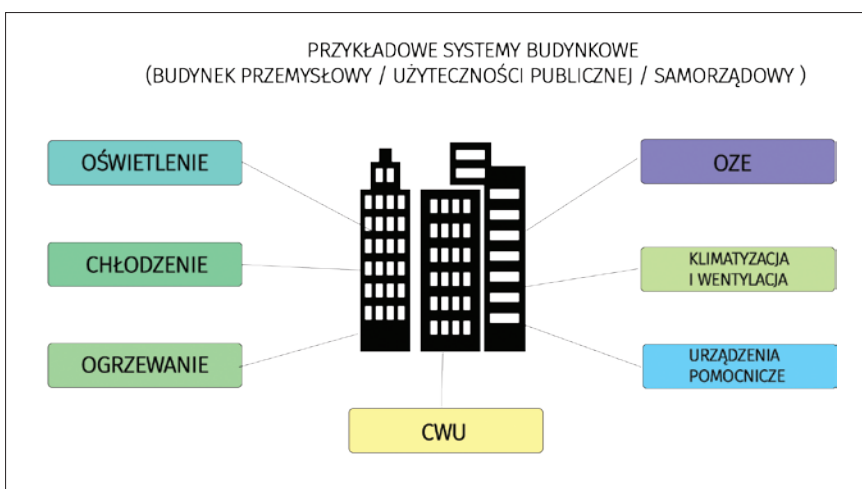 PRZYKŁADOWE SYSTEMY BUDYNKOWE
(BUDYNEK PRZEMYSŁOWY / UŻYTECZNOŚCI PUBLICZNEJ / SAMORZĄDOWY )
OŚWIETLENIE
CHŁODZENIE
OGRZEWANIE
CWU
OZE
KLIMATYZACJA
I WENTYLACJA
URZĄDZENIA
POMOCNICZE